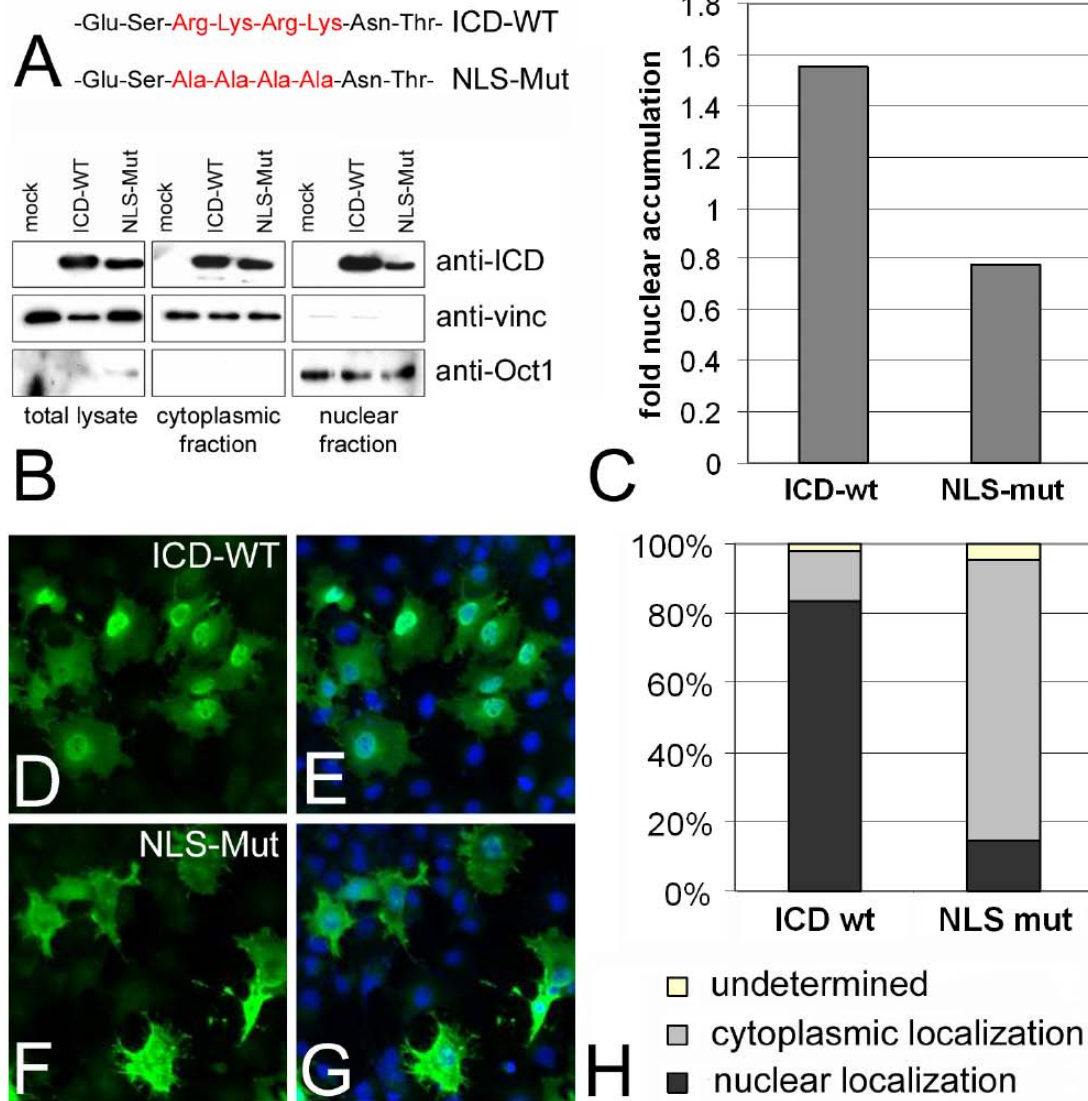 -Glu-Ser-Arg-Lys-Arg-Lys-Asn-Thr- ICD-WT
A
-Glu-Ser-Ala-Ala-Ala-Ala-Asn-Thr- NLS-Mut
mock ICD-WT NLS-Mut mock ICD-WT NLS-Mut mock ICD-WT NLS-Mut
anti-ICD
anti-vinc
anti-Oct1
total lysate cytoplasmic fraction nuclear fraction
B
fold nuclear accumulation
1.8
1.6
1.4
1.2
1
0.8
0.6
0.4
0.2
0
ICD-wt NLS-mut
C
ICD-WT
D
E
NLS-Mut
F
G
100%
80%
60%
40%
20%
0%
ICD wt NLS mut
undetermined
cytoplasmic localization
nuclear localization
H